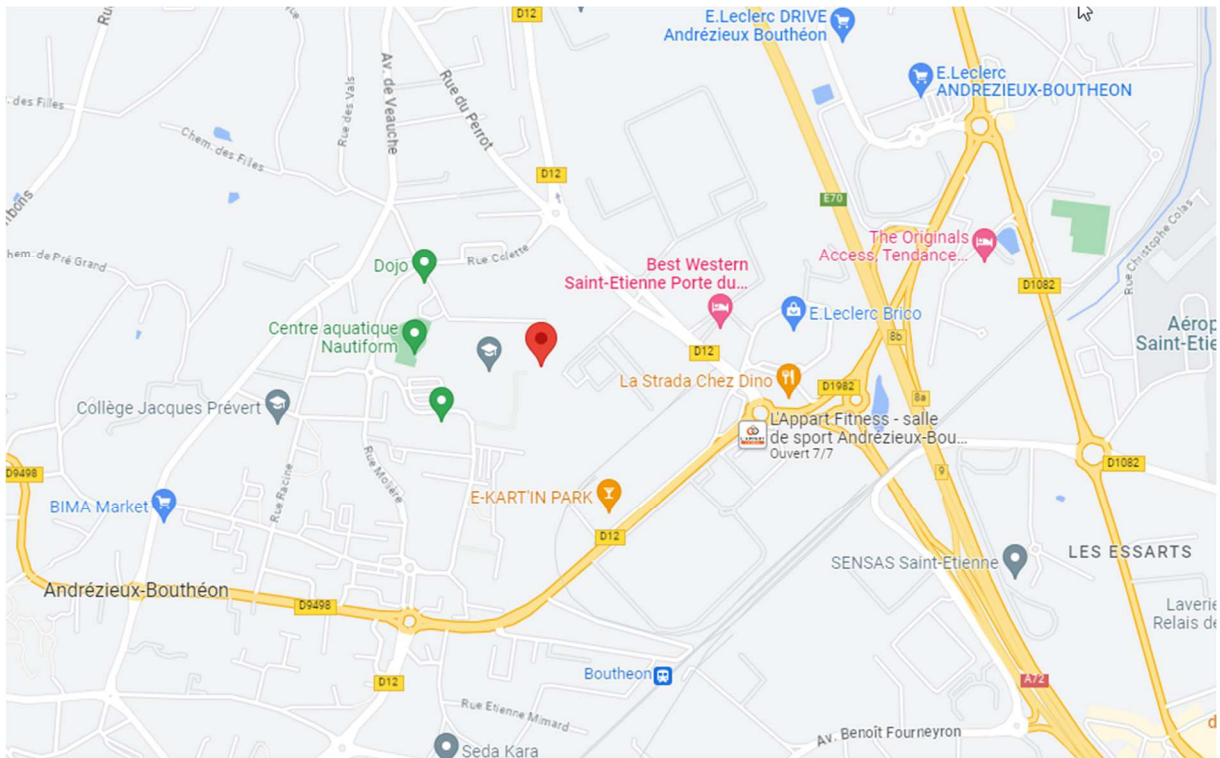 D12
E.Leclerc DRIVE
Andrézieux Bouthéon
E.Leclerc
ANDREZIEUX-BOUTHEON
Av. de Veauche
Rue du Perrot
Rue des Vals
. des Filles
Chem. des Filles
D12
E70
The Originals
Access, Tendance...
Rue Christophe Colas
D1082
hem. de Pré Grand
Dojo
Rue Colette
Best Western
Saint-Etienne Porte du...
E.Leclerc Brico
Aérop
Saint-Etie
8b
Centre aquatique
Nautiform
D12
La Strada Chez Dino
D1982
8a
Collège Jacques Prévert
L'Appart Fitness - salle
de sport Andrézieux-Bou...
Ouvert 7/7
D9498
Rue Racine
Rue Molière
9
D1082
BIMA Market
E-KART'IN PARK
D12
LES ESSARTS
SENSAS Saint-Etienne
Andrézieux-Bouthéon
D9498
Laverie
Relais de
Boutheon
D12
A72
Rue Etienne Mimard
Av. Benoît Fourneyron
Seda Kara
d